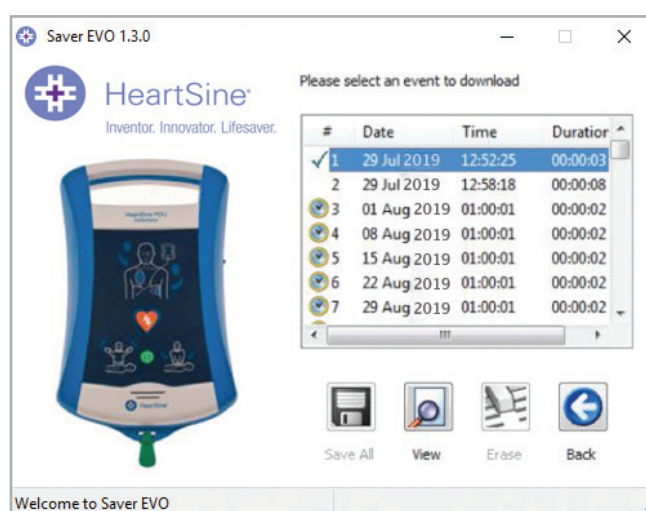 Saver EVO 1.3.0
HeartSine®
Inventor. Innovator. Lifesaver.
Please select an event to download
# Date Time Duration
1 29 Jul 2019 12:52:25 00:00:03
2 29 Jul 2019 12:58:18 00:00:08
3 01 Aug 2019 01:00:01 00:00:02
4 08 Aug 2019 01:00:01 00:00:02
5 15 Aug 2019 01:00:01 00:00:02
6 22 Aug 2019 01:00:01 00:00:02
7 29 Aug 2019 01:00:01 00:00:02
HeartSine PDU
HeartSine
Save All View Erase Back
Welcome to Saver EVO